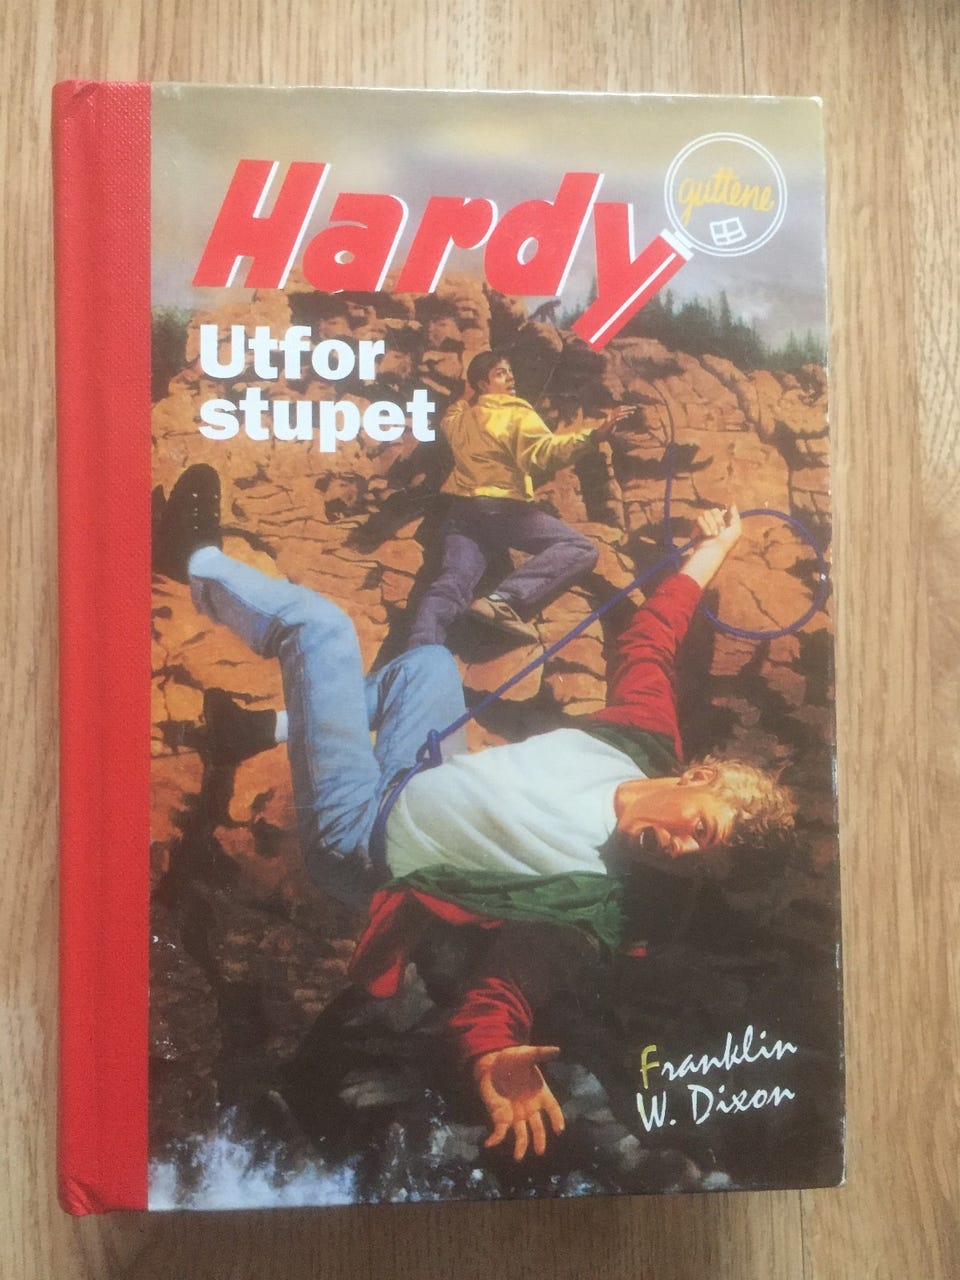 Hardy
guttene
Utfor
stupet
Franklin
W. Dixon